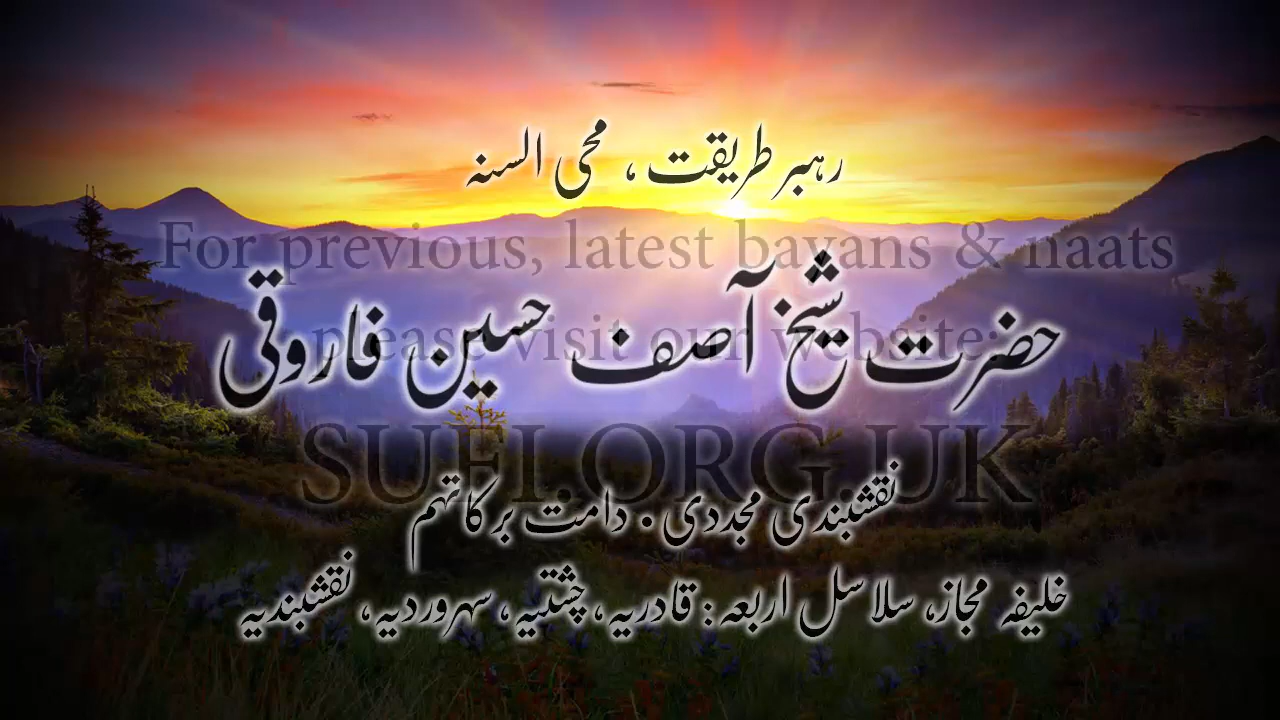 رہبر طریقت، محی السنہ
For previous, latest bayans & naats
حضرت شیخ آصف حسین فاروقی
please visit our website:
SUFI.ORG.UK
نقشبندی مجددی . دامت برکاتہم
خلیفہ مجاز، سلاسل اربعہ: قادریہ، چشتیہ، سہروردیہ، نقشبندیہ